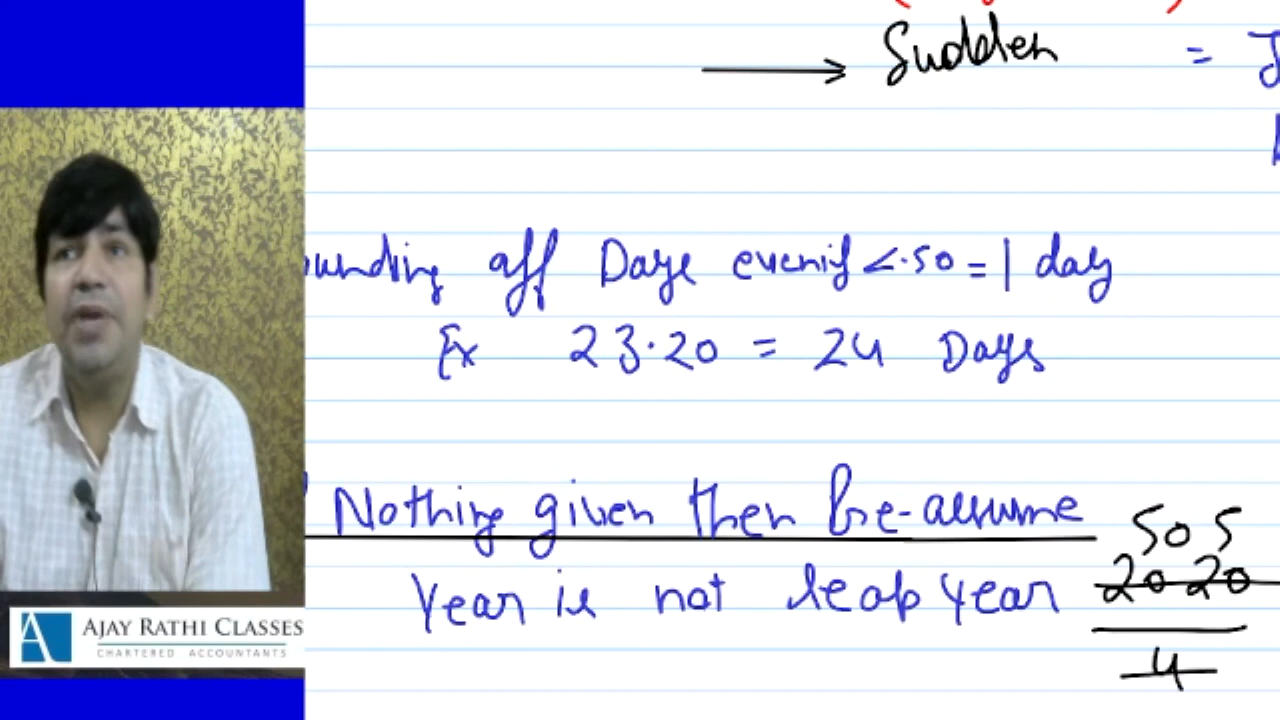 Sudden =
unding off Days evenif <.50 = 1 day
Ex 23.20 = 24 Days
Nothing given then Pre-assume
Year is not leap year
505
2020
4
AJAY RATHI CLASSES
CHARTERED ACCOUNTANTS